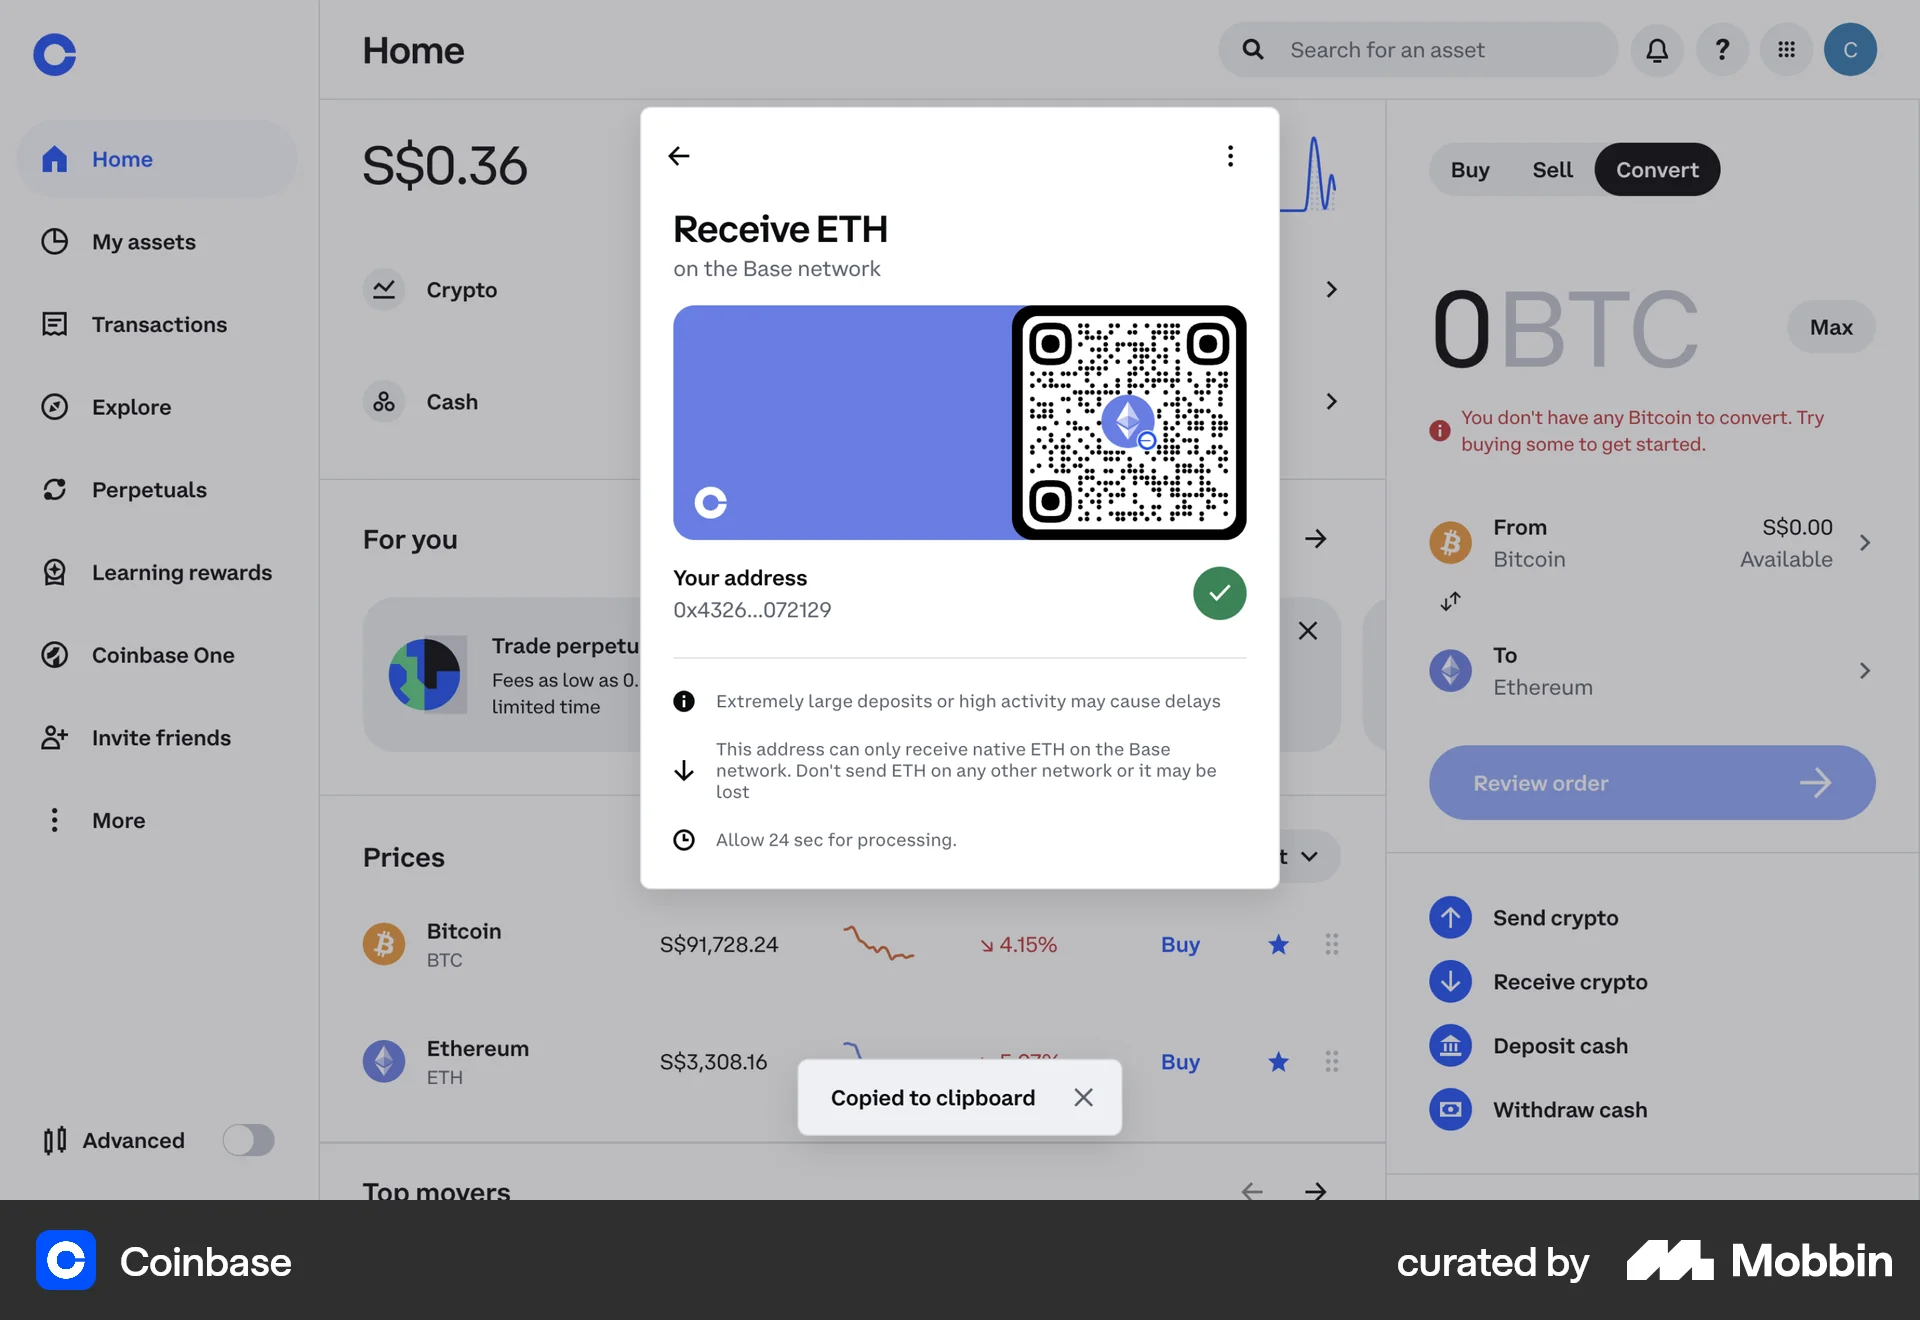 Home
Search for an asset
C
Home
My assets
Transactions
Explore
Perpetuals
Learning rewards
Coinbase One
Invite friends
More
Advanced
S$0.36
Crypto
Cash
For you
Trade perpetu
Fees as low as 0.
limited time
Prices
t
Bitcoin
BTC
S$91,728.24
4.15%
Buy
Ethereum
ETH
S$3,308.16
Buy
Top movers
Receive ETH
on the Base network
Your address
0x4326...072129
Extremely large deposits or high activity may cause delays
This address can only receive native ETH on the Base
network. Don't send ETH on any other network or it may be
lost
Allow 24 sec for processing.
Copied to clipboard
Buy Sell Convert
0BTC
Max
You don't have any Bitcoin to convert. Try
buying some to get started.
From S$0.00
Bitcoin Available
To
Ethereum
Review order
Send crypto
Receive crypto
Deposit cash
Withdraw cash
Coinbase
curated by Mobbin